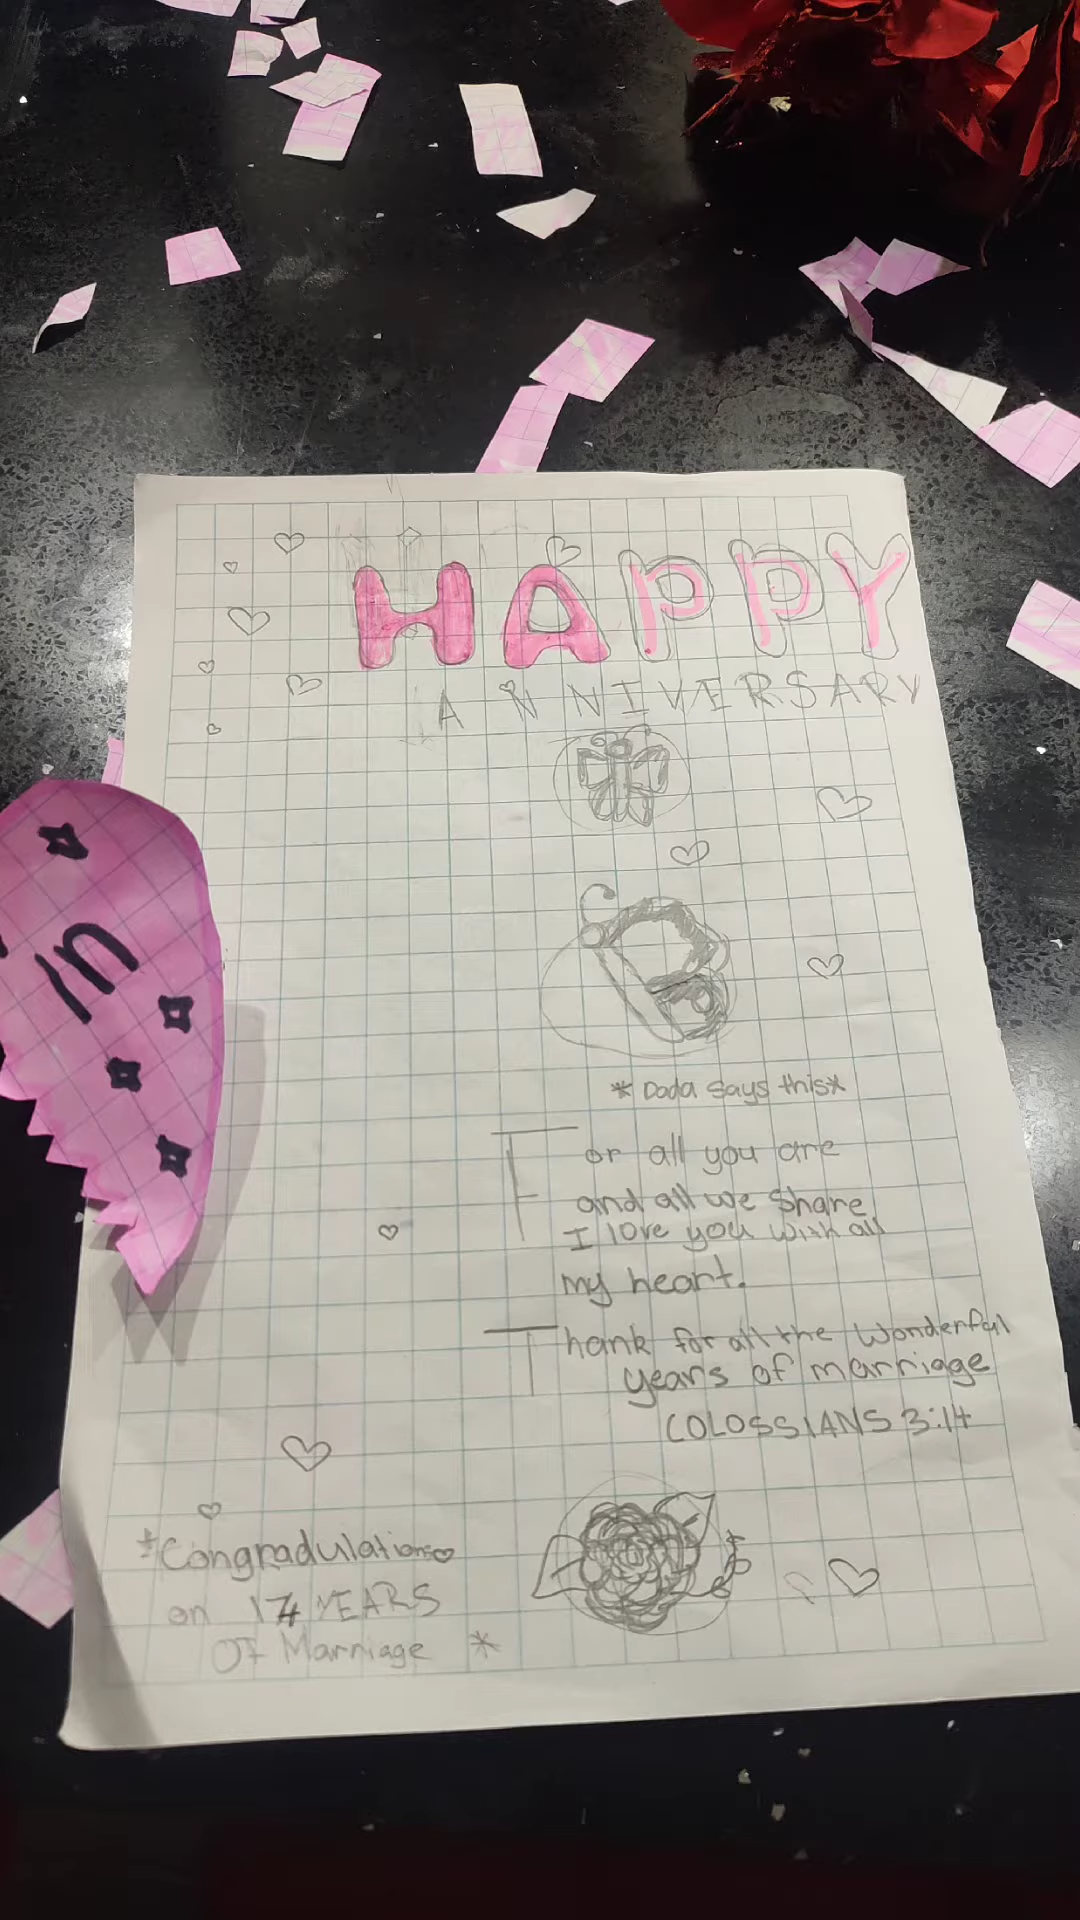 HAPPY
ANNIVERSARY
*Dada says this*
For all you are
and all we share
I love you with all
my heart.
Thank for all the wonderful
years of marriage
COLOSSIANS 3:14
*Congradulations
on 17 YEARS
Of Marriage *